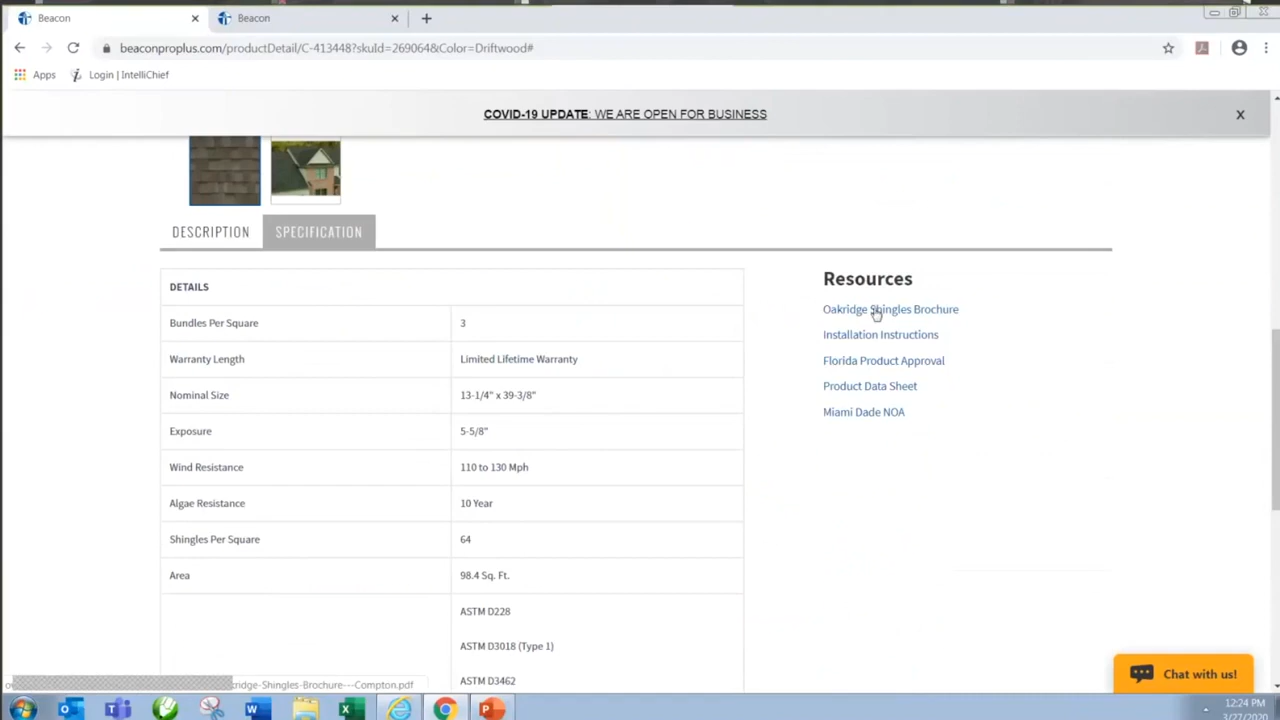 Beacon
Beacon
beaconproplus.com/productDetail/C-413448?skuId=269064&Color=Driftwood#
Apps
Login | IntelliChief
COVID-19 UPDATE: WE ARE OPEN FOR BUSINESS
X
DESCRIPTION
SPECIFICATION
DETAILS
Bundles Per Square 3
Warranty Length Limited Lifetime Warranty
Nominal Size 13-1/4" x 39-3/8"
Exposure 5-5/8"
Wind Resistance 110 to 130 Mph
Algae Resistance 10 Year
Shingles Per Square 64
Area 98.4 Sq. Ft.
ASTM D228
ASTM D3018 (Type 1)
ASTM D3462
Resources
Oakridge Shingles Brochure
Installation Instructions
Florida Product Approval
Product Data Sheet
Miami Dade NOA
Chat with us!
kridge-Shingles-Brochure---Compton.pdf
12:24 PM
3/27/2020